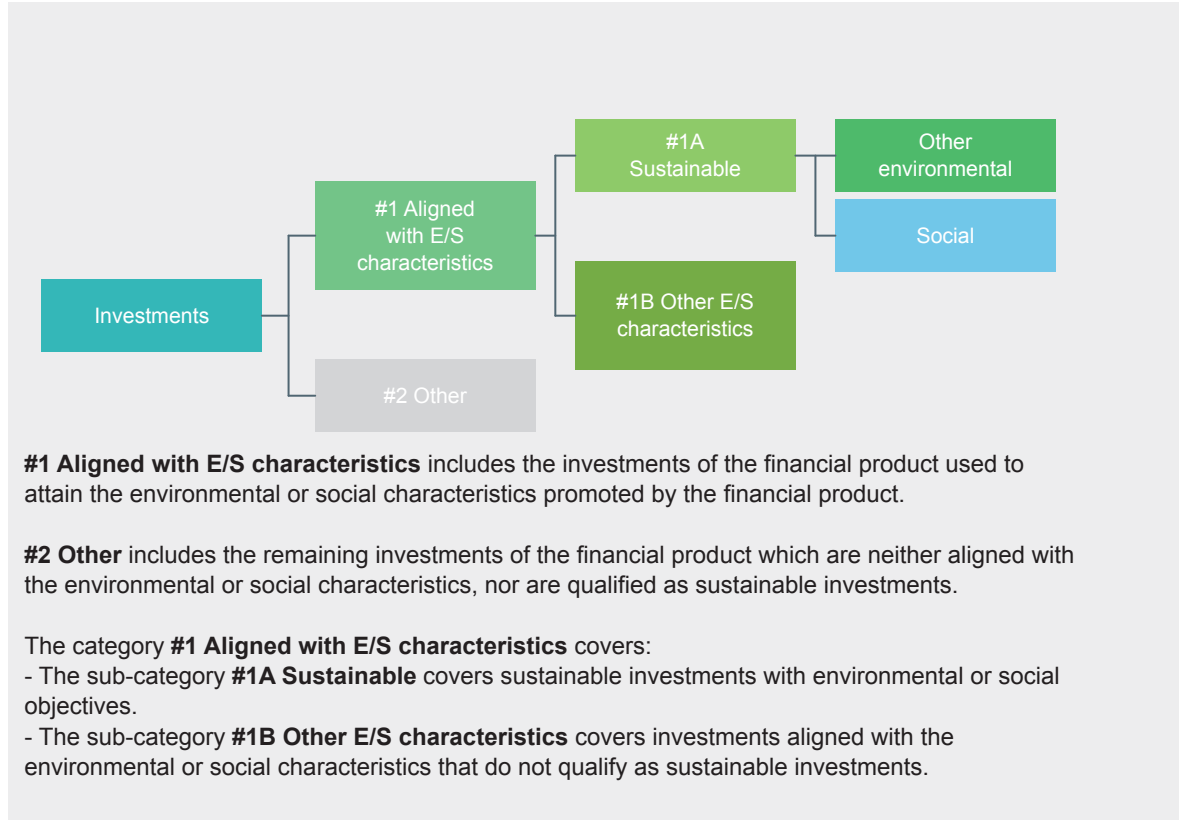 #1A
Sustainable
Other
environmental
#1 Aligned
with E/S
characteristics
Social
Investments
#1B Other E/S
characteristics
#2 Other
#1 Aligned with E/S characteristics includes the investments of the financial product used to
attain the environmental or social characteristics promoted by the financial product.
#2 Other includes the remaining investments of the financial product which are neither aligned with
the environmental or social characteristics, nor are qualified as sustainable investments.
The category #1 Aligned with E/S characteristics covers:
- The sub-category #1A Sustainable covers sustainable investments with environmental or social
objectives.
- The sub-category #1B Other E/S characteristics covers investments aligned with the
environmental or social characteristics that do not qualify as sustainable investments.